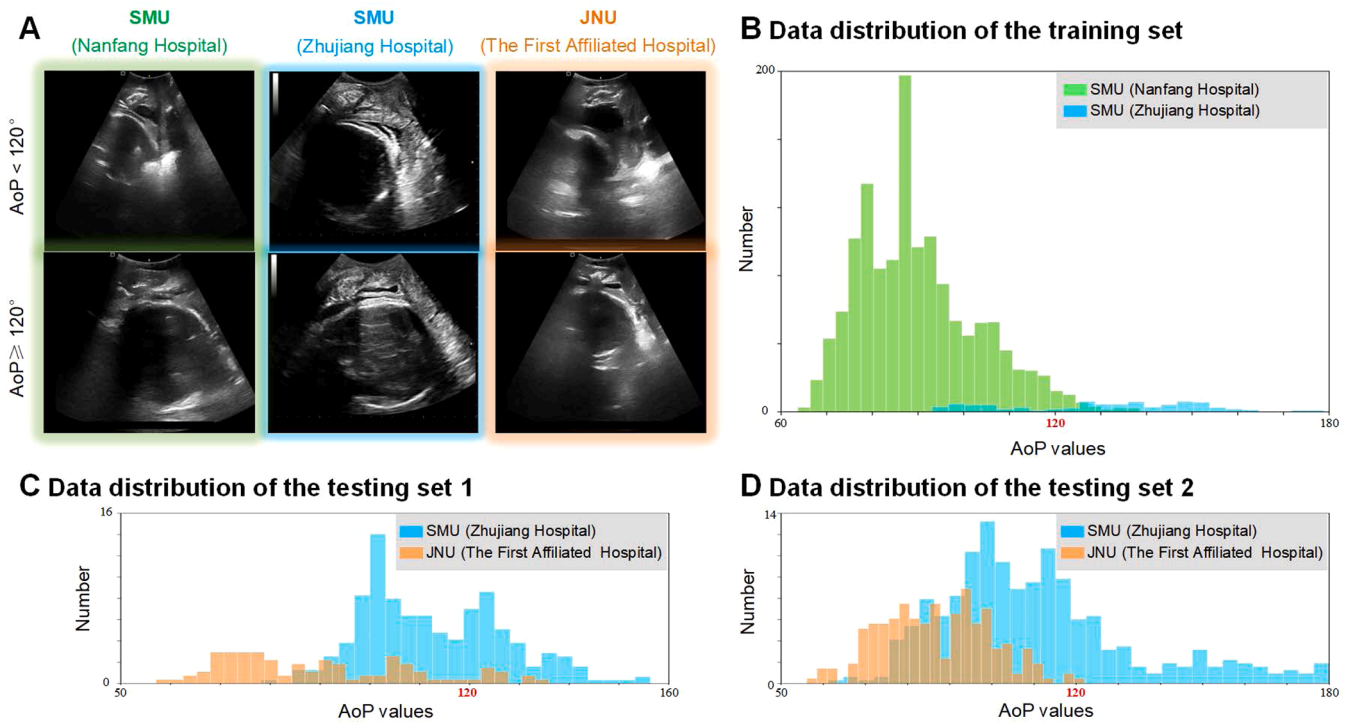 A
SMU
(Nanfang Hospital)
SMU
(Zhujiang Hospital)
JNU
(The First Affiliated Hospital)
AoP < 120°
AoP ⩾ 120°
B Data distribution of the training set
200
SMU (Nanfang Hospital)
SMU (Zhujiang Hospital)
Number
0
60
120
180
AoP values
C Data distribution of the testing set 1
16
SMU (Zhujiang Hospital)
JNU (The First Affiliated Hospital)
Number
0
50
120
160
AoP values
D Data distribution of the testing set 2
14
SMU (Zhujiang Hospital)
JNU (The First Affiliated Hospital)
Number
0
50
120
180
AoP values